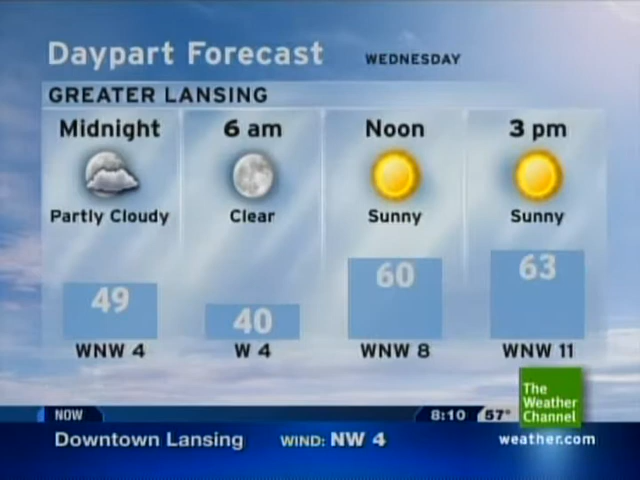 Daypart Forecast WEDNESDAY
GREATER LANSING
Midnight 6 am Noon 3 pm
Partly Cloudy Clear Sunny Sunny
49 40 60 63
WNW 4 W 4 WNW 8 WNW 11
The
Weather
Channel
NOW 8:10 57°
Downtown Lansing WIND: NW 4 weather.com